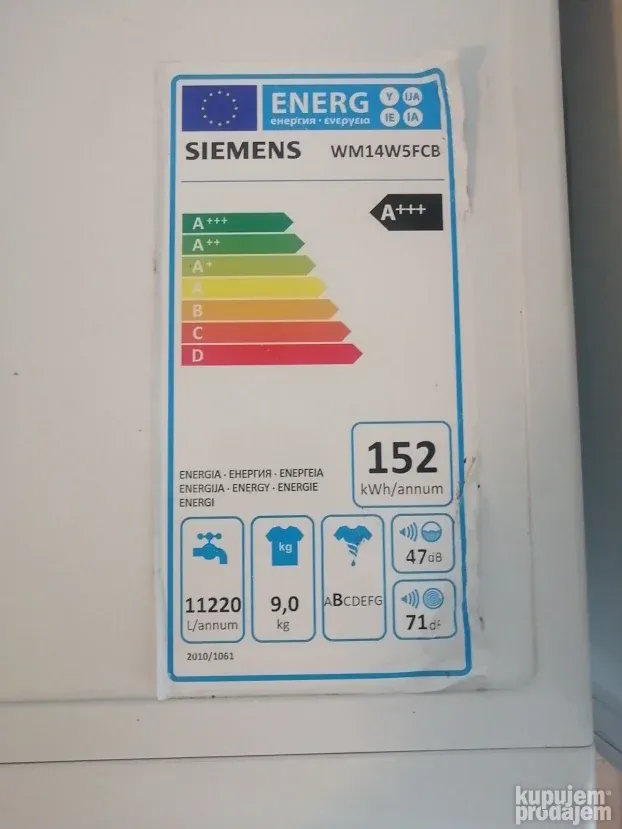 ENERG Y IJA IE IA
енергия · ενεργεια
SIEMENS WM14W5FCB
A+++
A+++
A++
A+
A
B
C
D
152
kWh/annum
ENERGIA · ЕНЕРГИЯ · ΕΝΕΡΓΕΙΑ
ENERGIJA · ENERGY · ENERGIE
ENERGI
11220
L/annum
kg
9,0
kg
ABCDEFG
47dB
71d
2010/1061
kupujem
prodajem